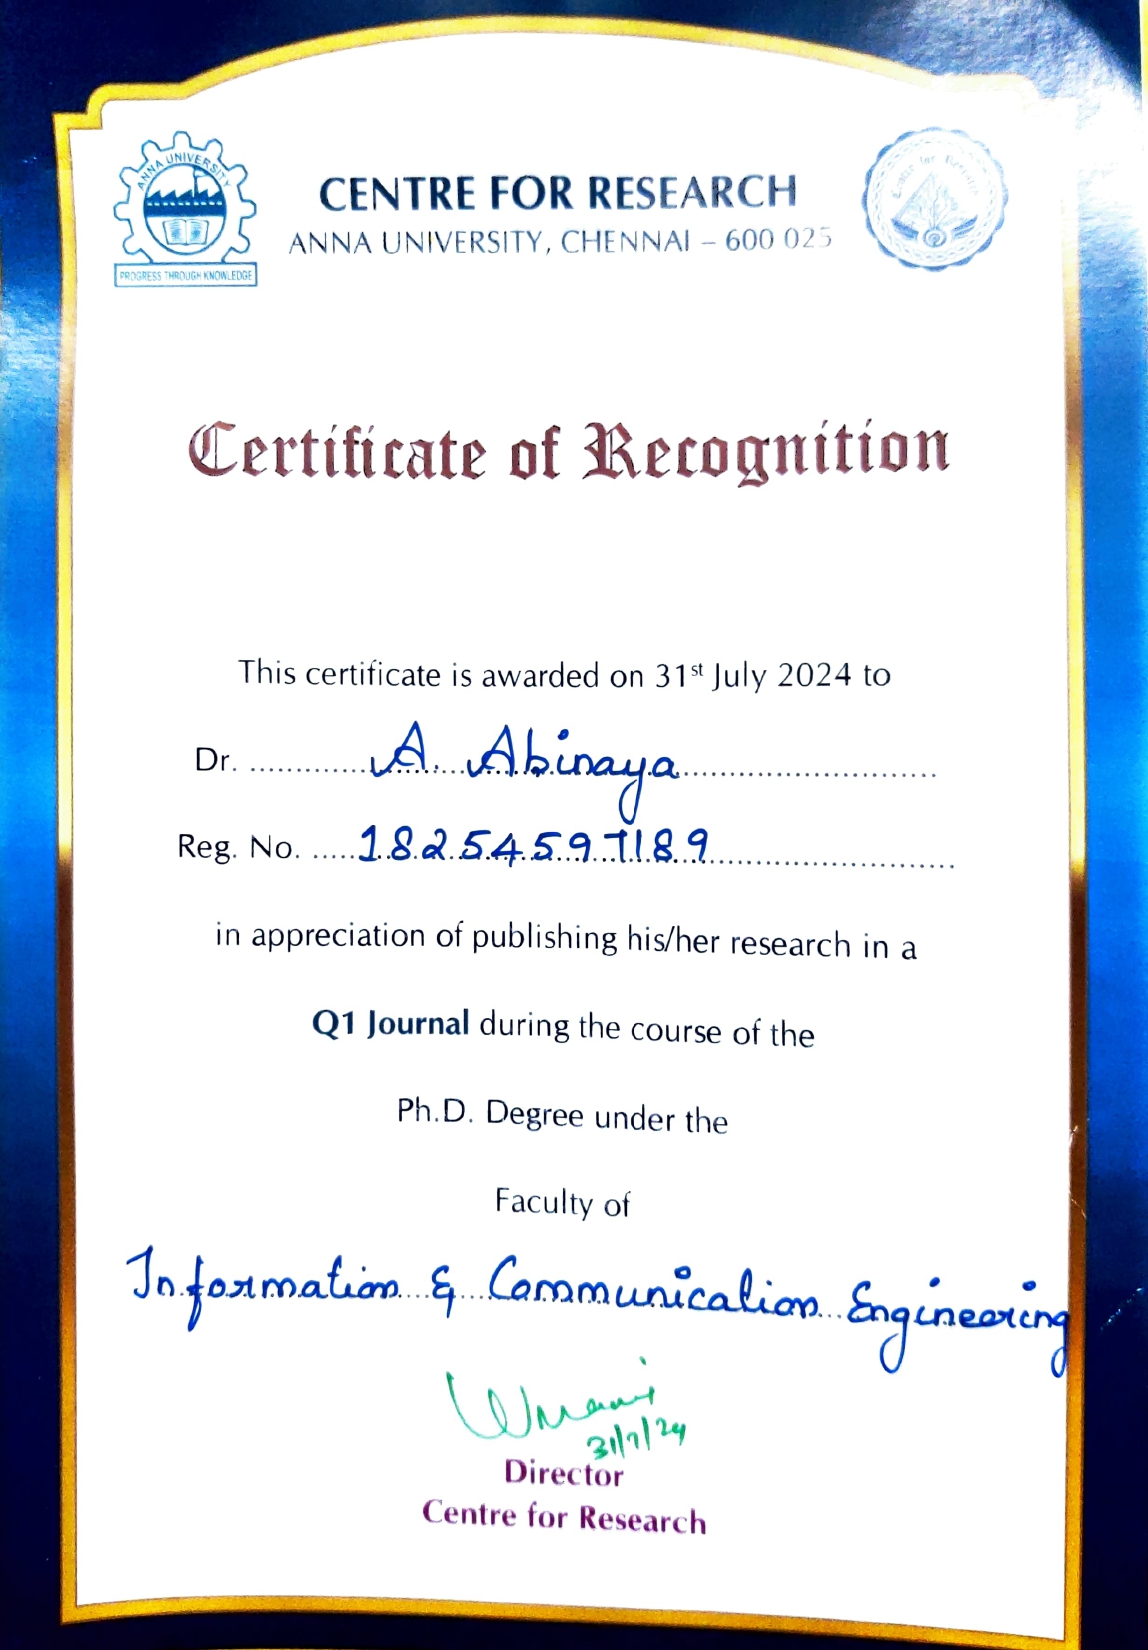 ANNA UNIVERSITY
PROGRESS THROUGH KNOWLEDGE
CENTRE FOR RESEARCH
ANNA UNIVERSITY, CHENNAI – 600 025
Centre for Research
Certificate of Recognition
This certificate is awarded on 31st July 2024 to
Dr. A. Abinaya
Reg. No. 18254597189
in appreciation of publishing his/her research in a
Q1 Journal during the course of the
Ph.D. Degree under the
Faculty of
Information & Communication Engineering
31/7/24
Director
Centre for Research